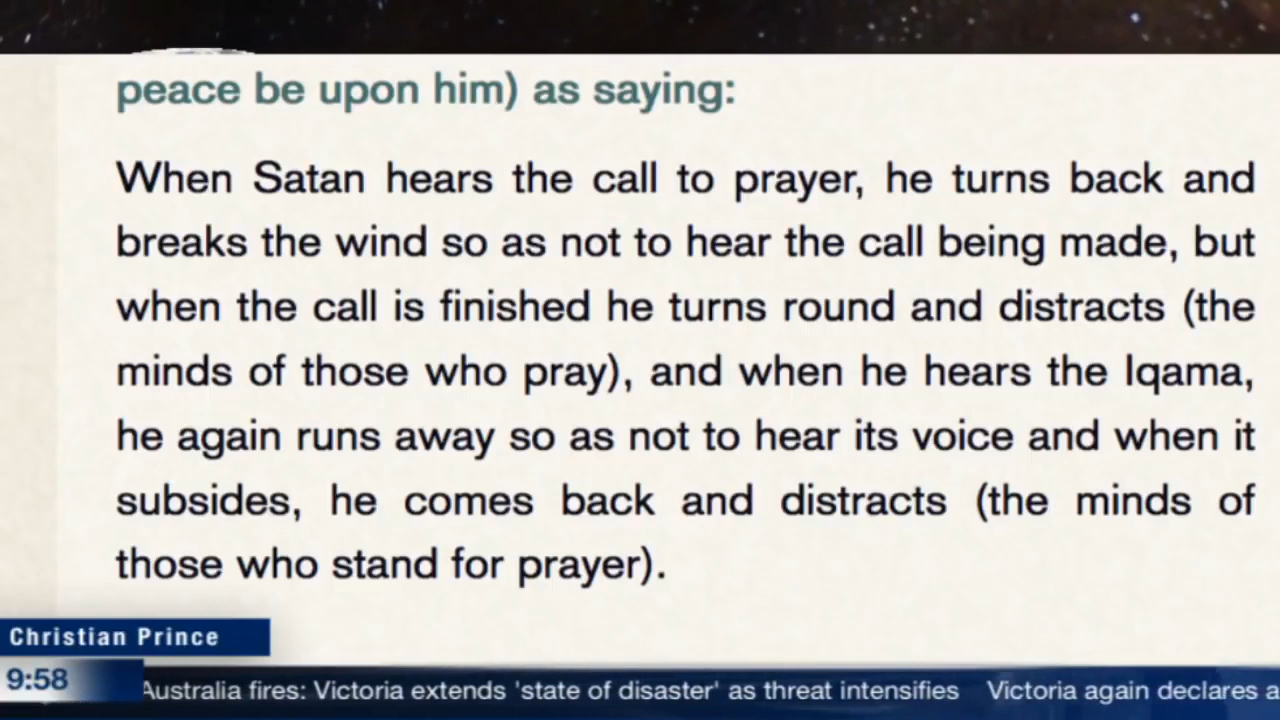 peace be upon him) as saying:
When Satan hears the call to prayer, he turns back and
breaks the wind so as not to hear the call being made, but
when the call is finished he turns round and distracts (the
minds of those who pray), and when he hears the Iqama,
he again runs away so as not to hear its voice and when it
subsides, he comes back and distracts (the minds of
those who stand for prayer).
Christian Prince
9:58
Australia fires: Victoria extends 'state of disaster' as threat intensifies Victoria again declares a